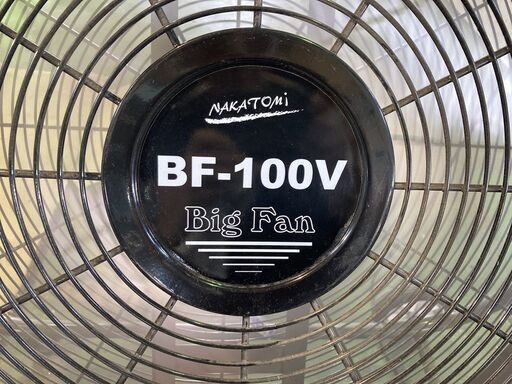 NAKATOMi
BF-100V
Big Fan